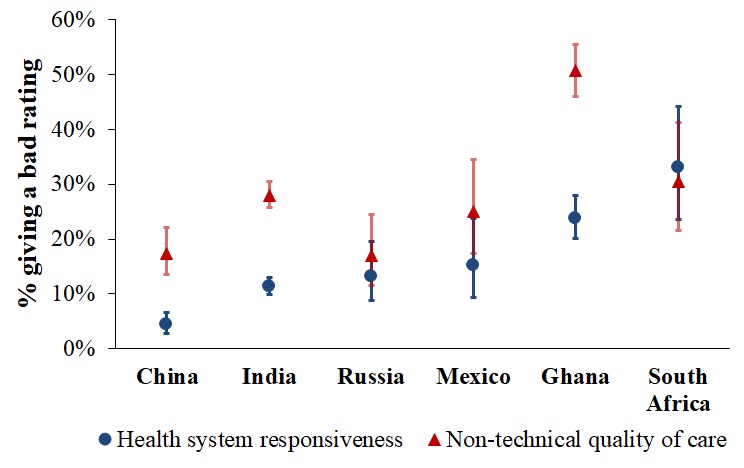 % giving a bad rating
60%
50%
40%
30%
20%
10%
0%
China India Russia Mexico Ghana South
Africa
Health system responsiveness Non-technical quality of care